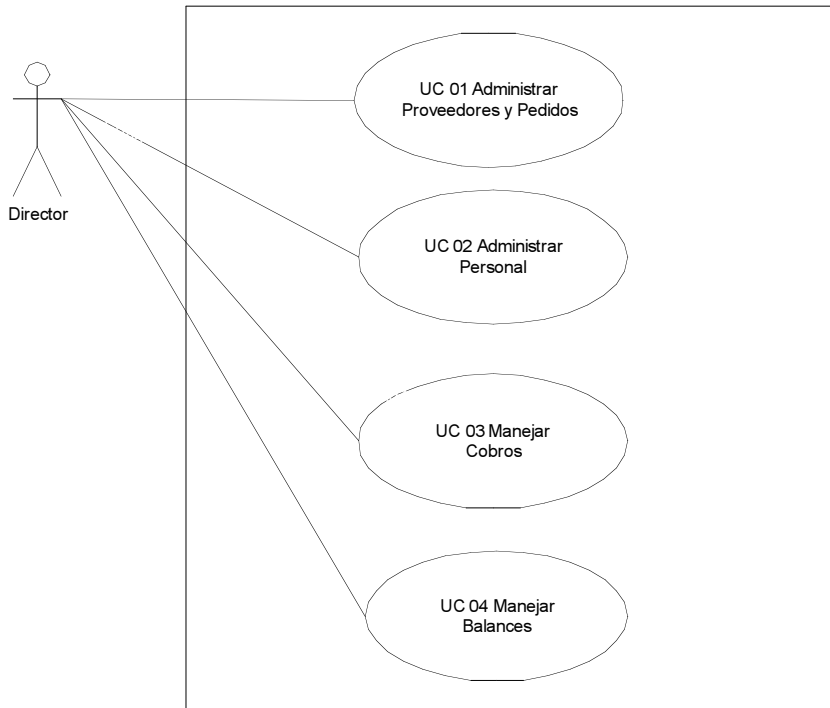 UC 01 Administrar
Proveedores y Pedidos
Director
UC 02 Administrar
Personal
UC 03 Manejar
Cobros
UC 04 Manejar
Balances